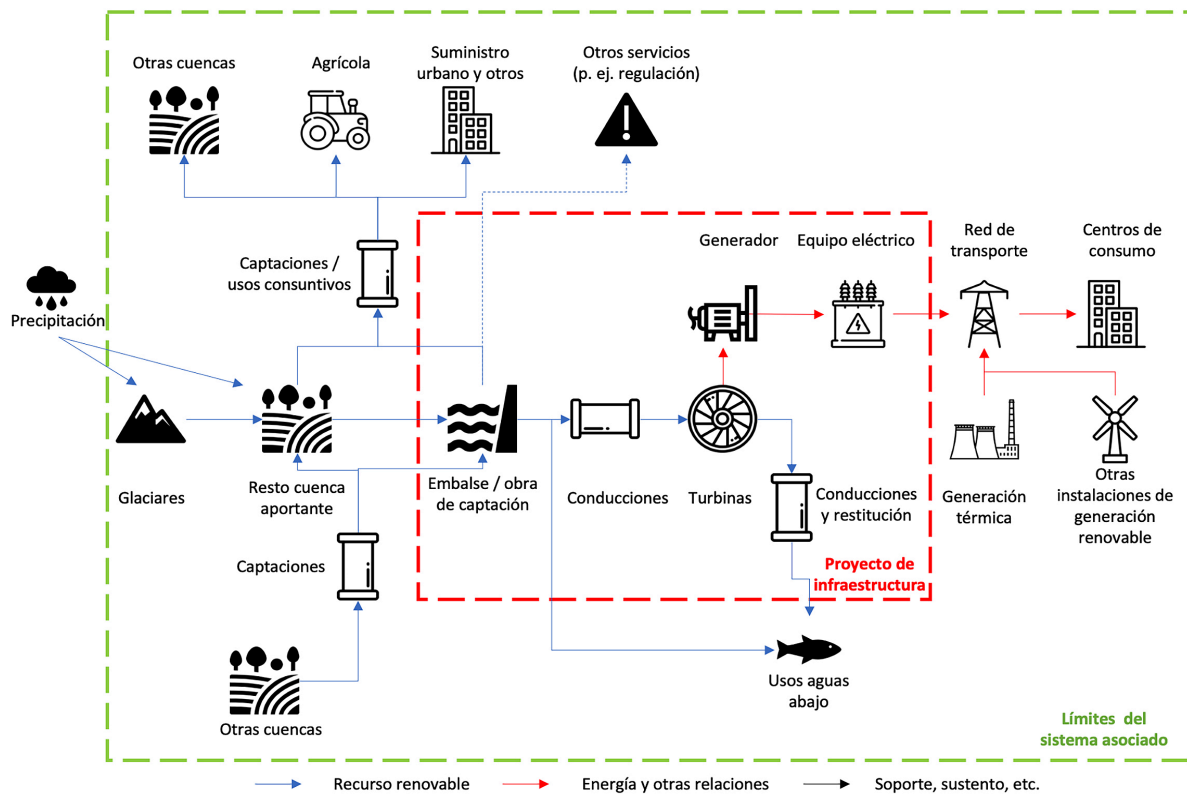 Otras cuencas
Agrícola
Suministro
urbano y otros
Otros servicios
(p. ej. regulación)
Captaciones /
usos consuntivos
Generador
Equipo eléctrico
Red de
transporte
Centros de
consumo
Precipitación
Glaciares
Resto cuenca
aportante
Embalse / obra
de captación
Conducciones
Turbinas
Conducciones
y restitución
Generación
térmica
Otras
instalaciones de
generación
renovable
Captaciones
Proyecto de
infraestructura
Otras cuencas
Usos aguas
abajo
Límites del
sistema asociado
Recurso renovable
Energía y otras relaciones
Soporte, sustento, etc.